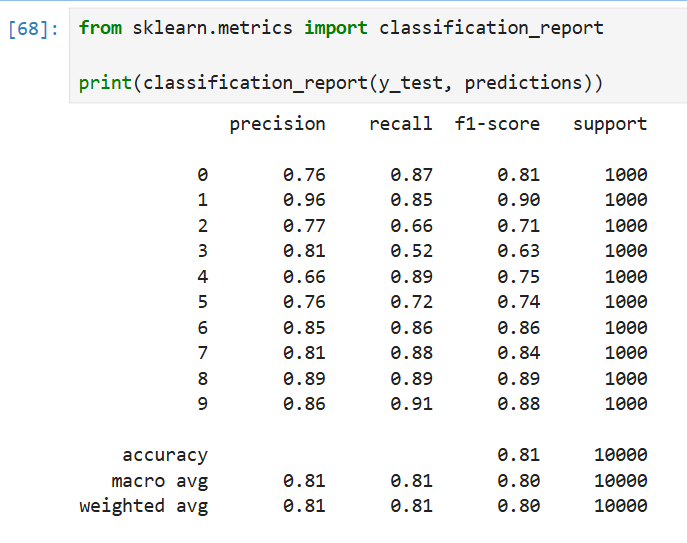 [68]: from sklearn.metrics import classification_report
print(classification_report(y_test, predictions))
precision recall f1-score support
0 0.76 0.87 0.81 1000
1 0.96 0.85 0.90 1000
2 0.77 0.66 0.71 1000
3 0.81 0.52 0.63 1000
4 0.66 0.89 0.75 1000
5 0.76 0.72 0.74 1000
6 0.85 0.86 0.86 1000
7 0.81 0.88 0.84 1000
8 0.89 0.89 0.89 1000
9 0.86 0.91 0.88 1000
accuracy 0.81 10000
macro avg 0.81 0.81 0.80 10000
weighted avg 0.81 0.81 0.80 10000